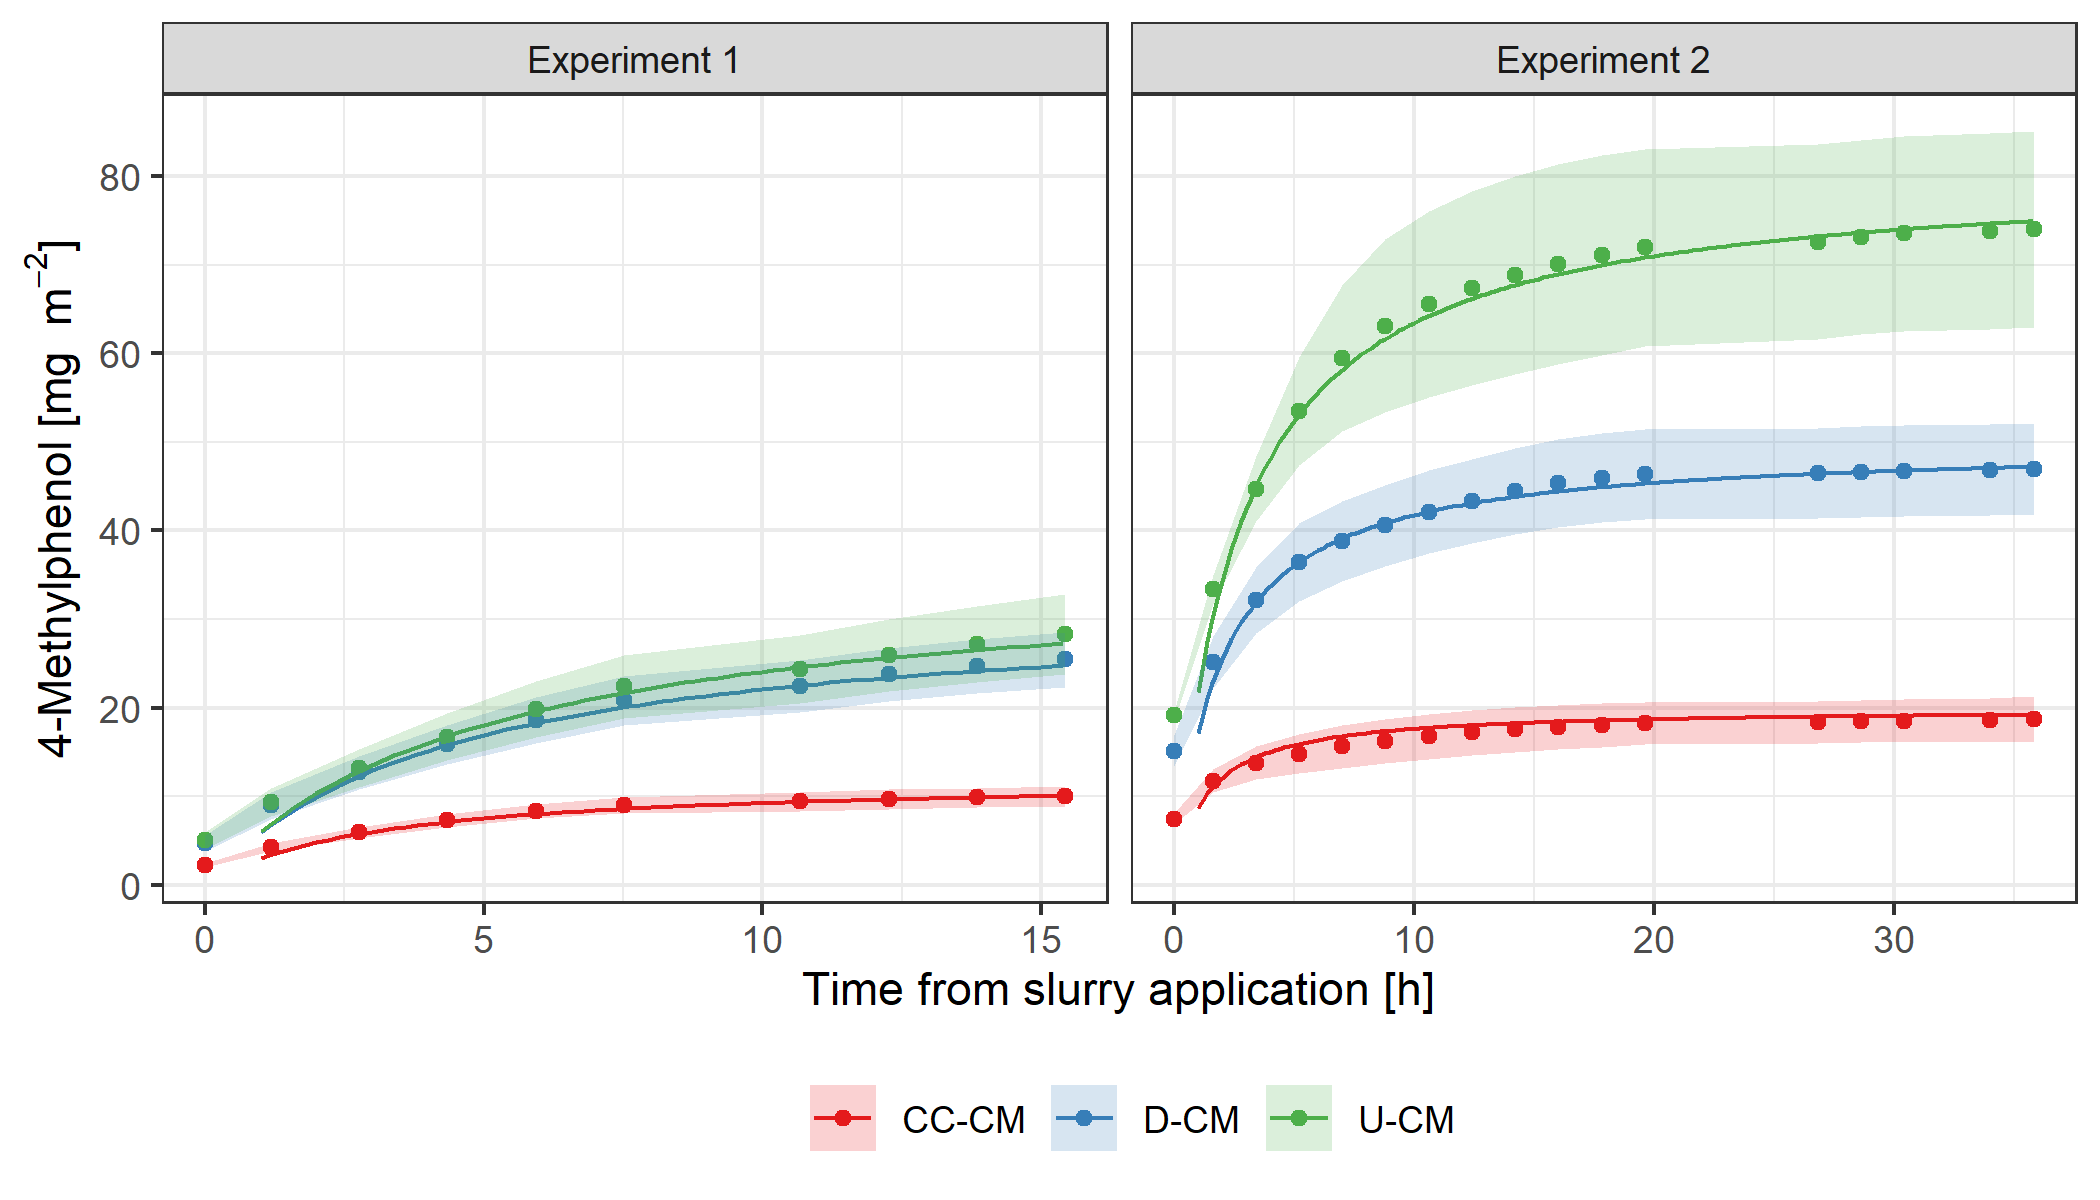 Experiment 1
Experiment 2
4-Methylphenol [mg m⁻²]
80
60
40
20
0
0 5 10 15
0 10 20 30
Time from slurry application [h]
CC-CM D-CM U-CM